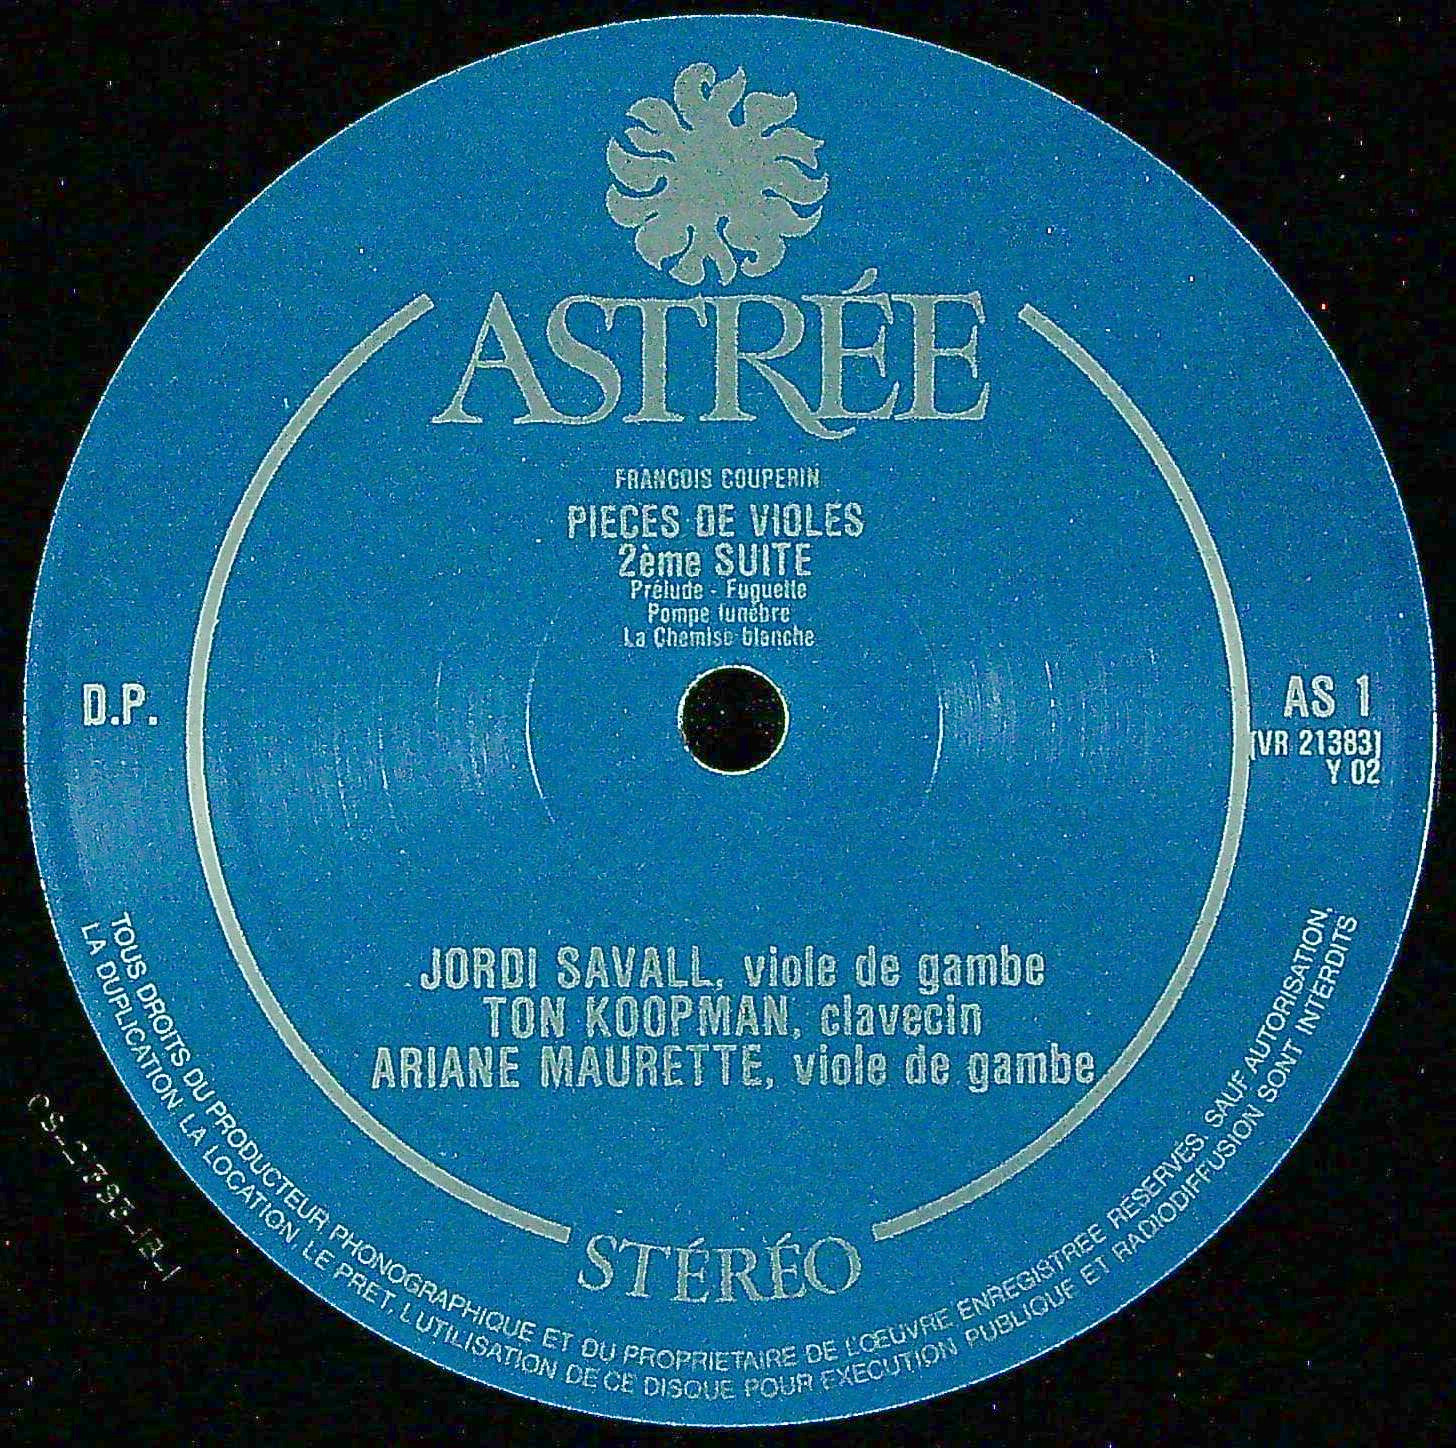 ASTRÉE
FRANCOIS COUPERIN
PIECES DE VIOLES
2ème SUITE
Prélude - Fuguette
Pompe funébre
La Chemise blanche
D.P.
AS 1
(VR 21383)
Y 02
JORDI SAVALL, viole de gambe
TON KOOPMAN, clavecin
ARIANE MAURETTE, viole de gambe
STÉRÉO
TOUS DROITS DU PRODUCTEUR PHONOGRAPHIQUE ET DU PROPRIETAIRE DE L'ŒUVRE ENREGISTREE RESERVÉS. SAUF AUTORISATION,
LA DUPLICATION, LA LOCATION, LE PRET, L'UTILISATION DE CE DISQUE POUR EXECUTION PUBLIQUE ET RADIODIFFUSION SONT INTERDITS